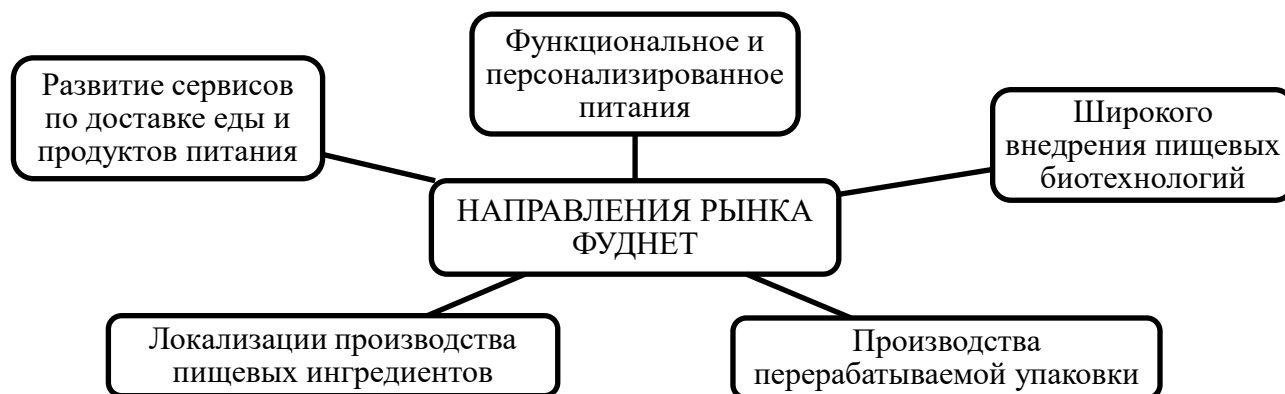 Функциональное и
персонализированное
питания
Развитие сервисов
по доставке еды и
продуктов питания
Широкого
внедрения пищевых
биотехнологий
НАПРАВЛЕНИЯ РЫНКА
ФУДНЕТ
Локализации производства
пищевых ингредиентов
Производства
перерабатываемой упаковки